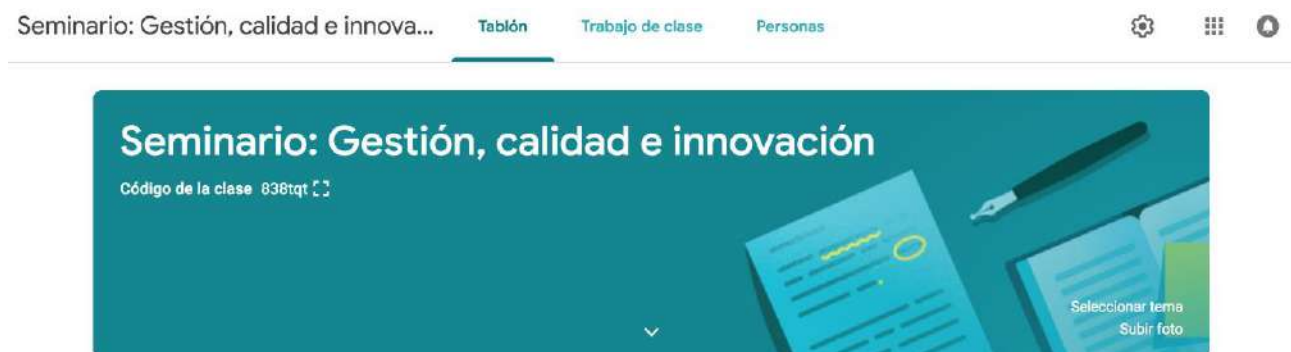 Seminario: Gestión, calidad e innova...
Tablón
Trabajo de clase
Personas
Seminario: Gestión, calidad e innovación
Código de la clase 838tqt
Seleccionar tema
Subir foto